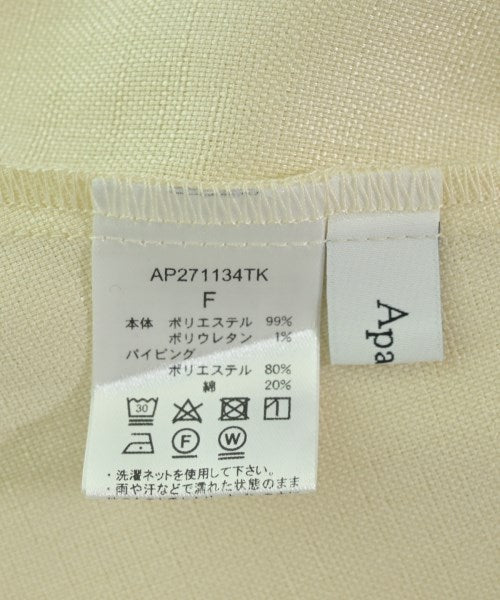 AP271134TK
F
本体 ポリエステル 99%
ポリウレタン 1%
パイピング
ポリエステル 80%
綿 20%
30
F W
・洗濯ネットを使用して下さい。
・雨や汗などで濡れた状態のまま
Apa